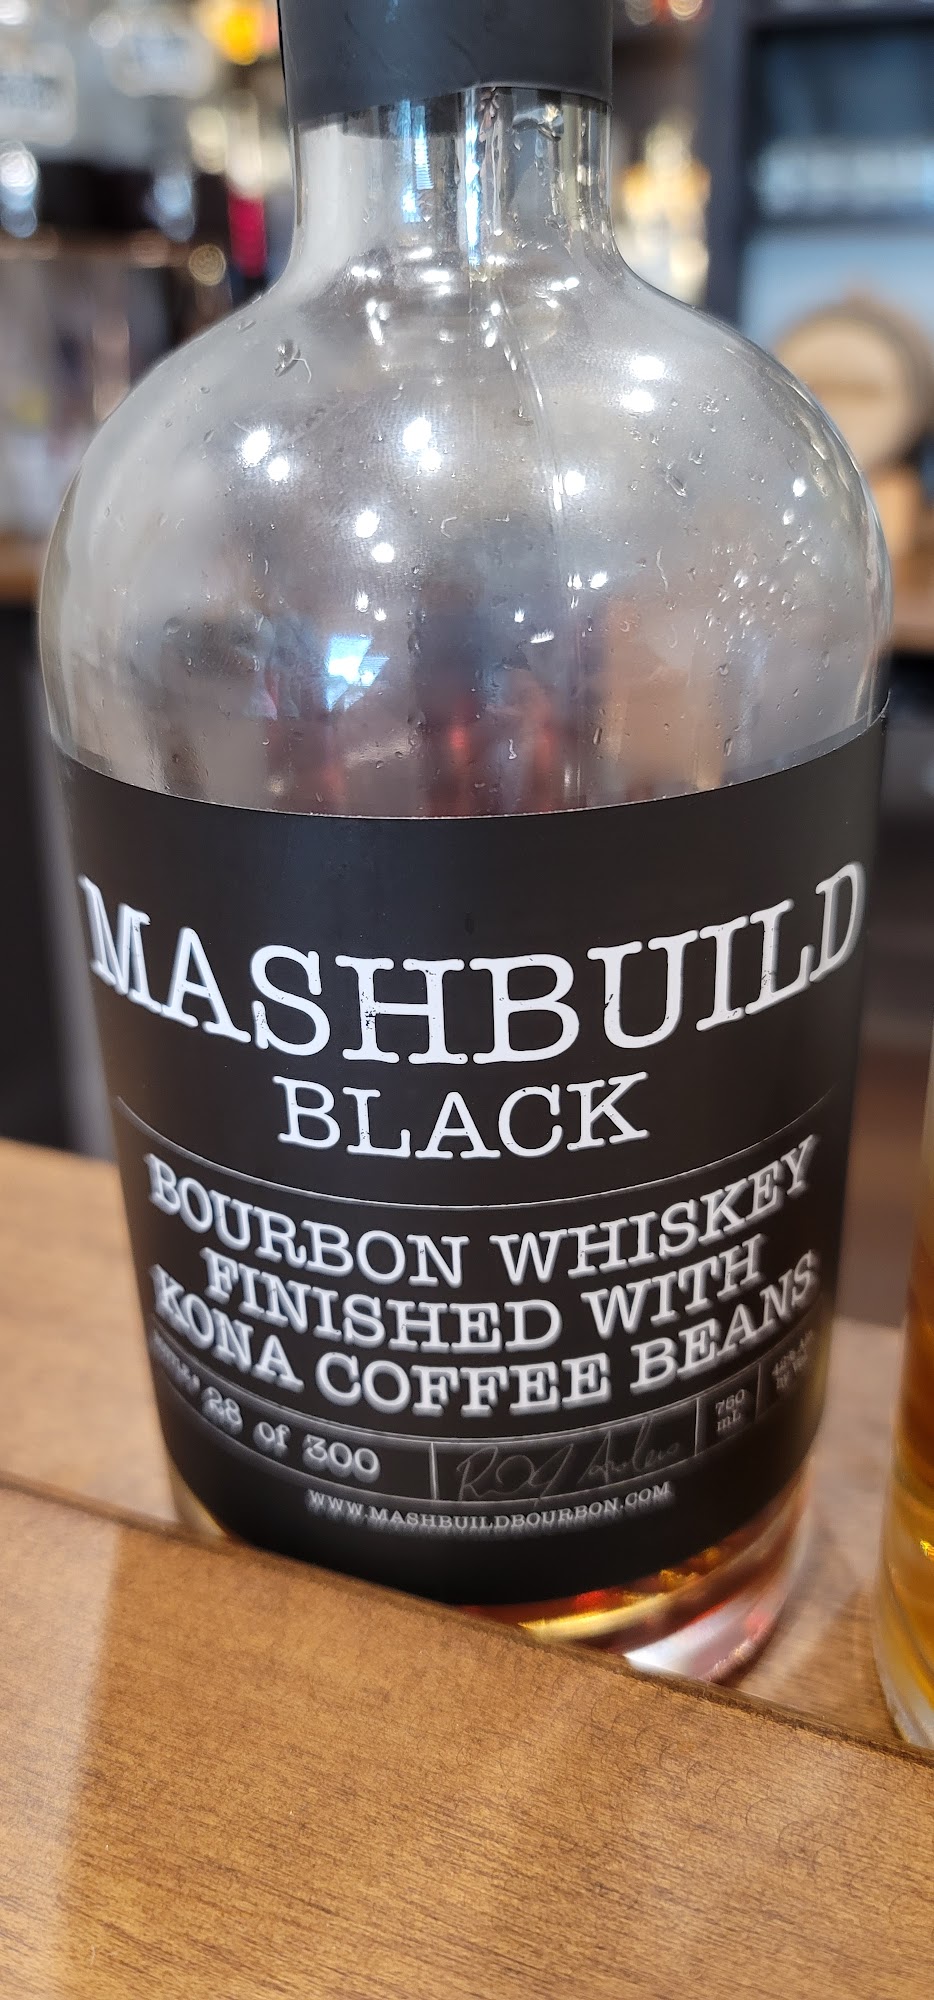 MASHBUILD
BLACK
BOURBON WHISKEY
FINISHED WITH
KONA COFFEE BEANS
28 of 300
750
mL
WWW.MASHBUILDBOURBON.COM